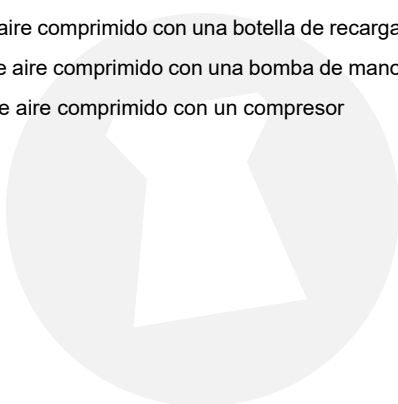 aire comprimido con una botella de recarga
e aire comprimido con una bomba de mano
e aire comprimido con un compresor